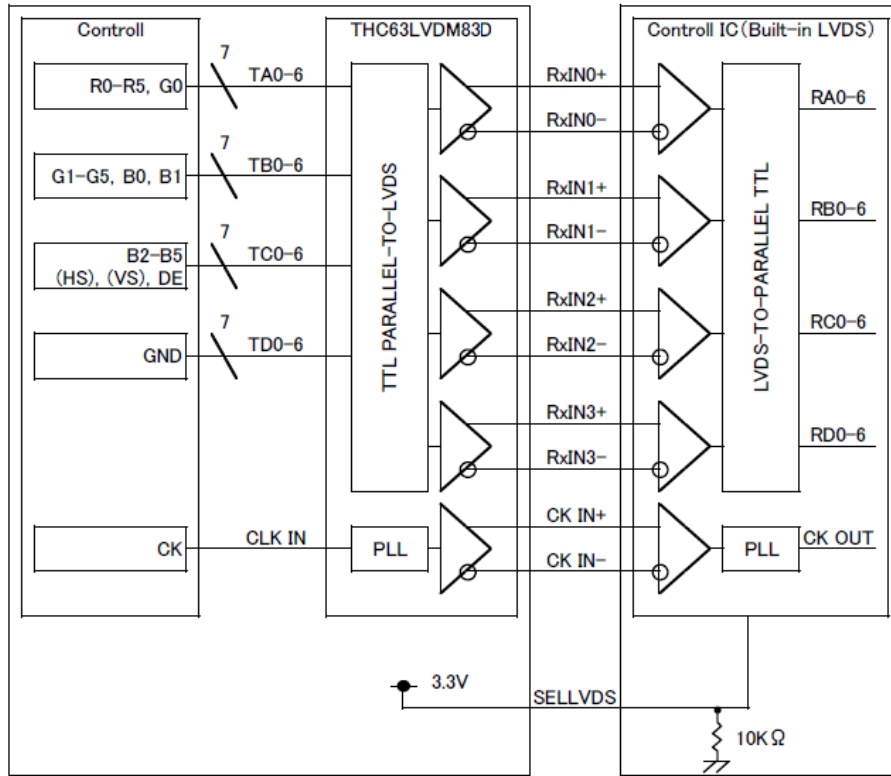 Controll
THC63LVDM83D
Controll IC(Built-in LVDS)
R0-R5, G0
7
TA0-6
RxIN0+
RxIN0-
RA0-6
G1-G5, B0, B1
7
TB0-6
RxIN1+
RxIN1-
RB0-6
B2-B5
(HS), (VS), DE
7
TC0-6
RxIN2+
RxIN2-
RC0-6
GND
7
TD0-6
RxIN3+
RxIN3-
RD0-6
TTL PARALLEL-TO-LVDS
LVDS-TO-PARALLEL TTL
CK
CLK IN
PLL
CK IN+
CK IN-
PLL
CK OUT
3.3V
SELLVDS
10KΩ